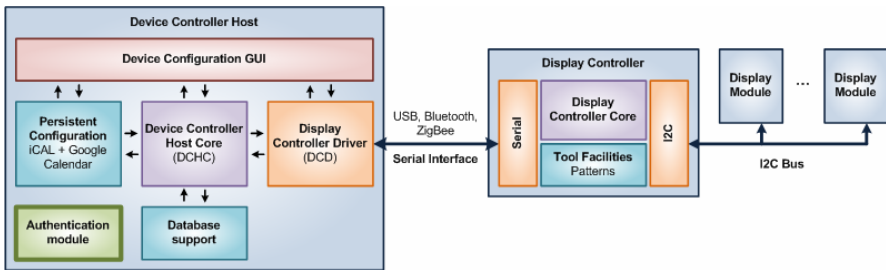 Device Controller Host
Device Configuration GUI
Persistent
Configuration
iCAL + Google
Calendar
Device Controller
Host Core
(DCHC)
Display
Controller Driver
(DCD)
Authentication
module
Database
support
USB, Bluetooth,
ZigBee
Serial Interface
Display Controller
Serial
Display
Controller Core
Tool Facilities
Patterns
I2C
Display
Module
...
Display
Module
I2C Bus